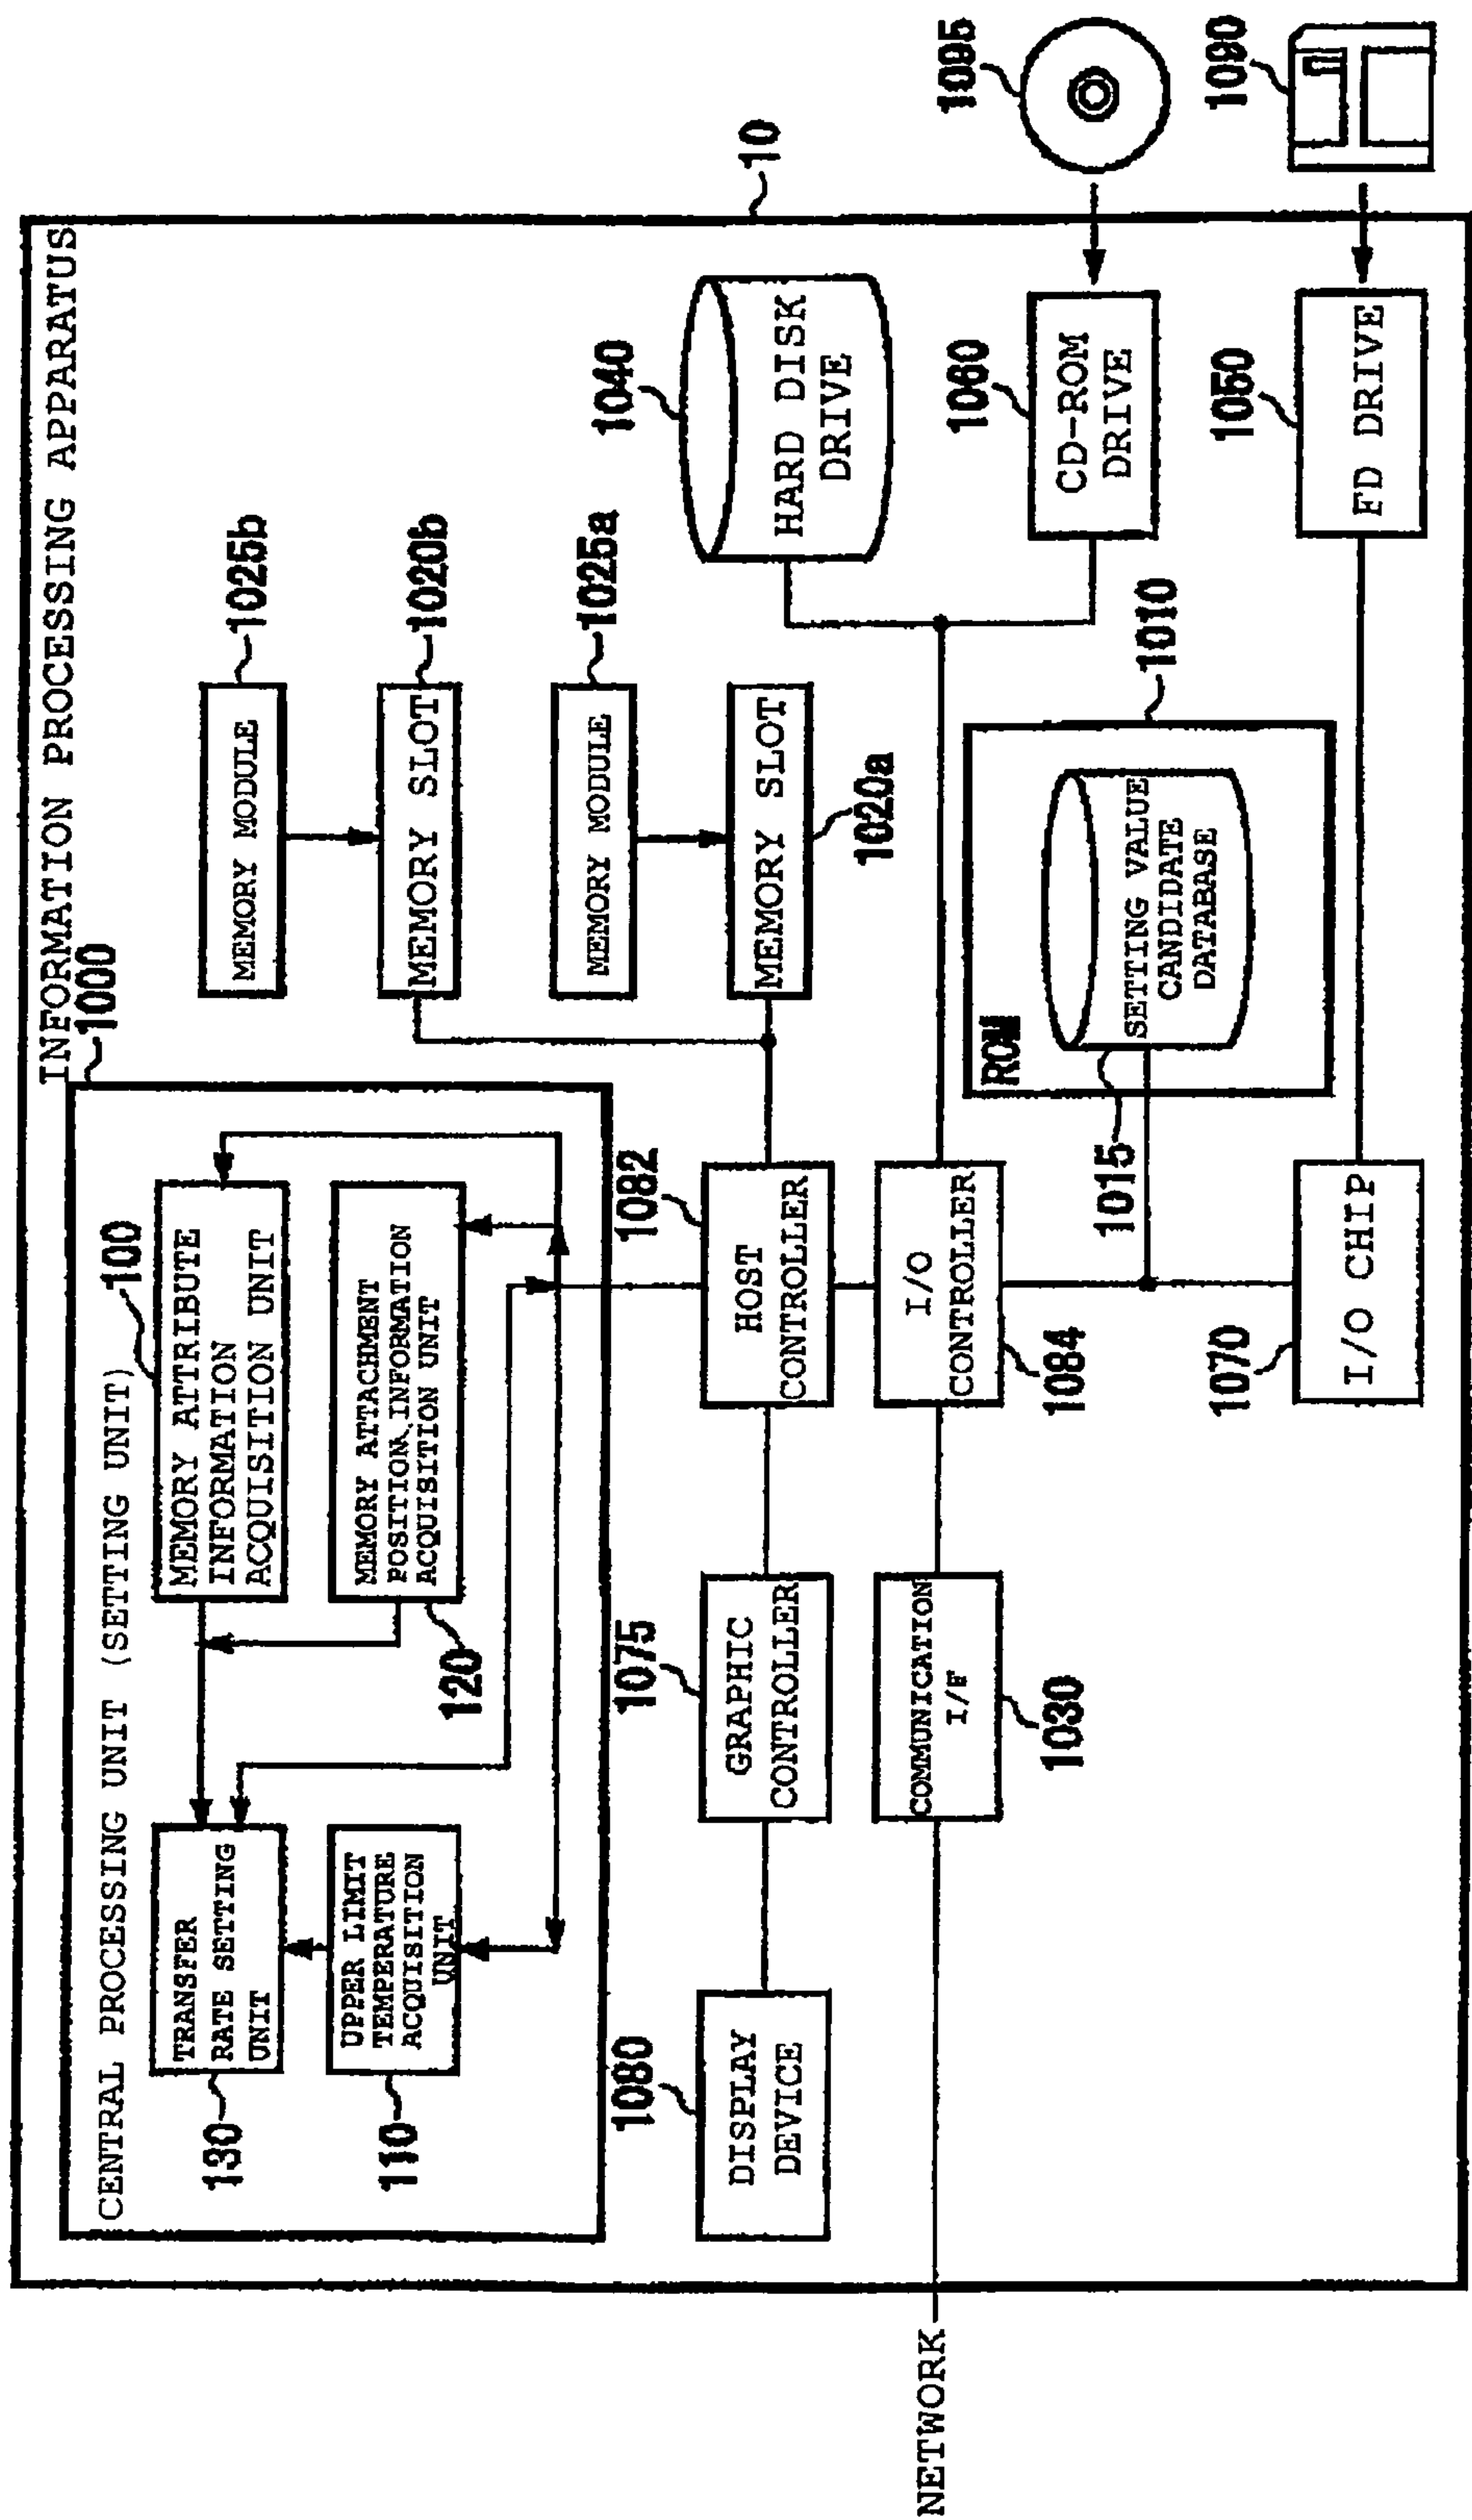 INFORMATION PROCESSING APPARATUS
10
1000
CENTRAL PROCESSING UNIT (SETTING UNIT)
100
130
TRANSFER
RATE SETTING
UNIT
MEMORY ATTRIBUTE
INFORMATION
ACQUISITION UNIT
110
UPPER LIMIT
TEMPERATURE
ACQUISITION
UNIT
120
MEMORY ATTACHMENT
POSITION INFORMATION
ACQUISITION UNIT
MEMORY MODULE
1025b
MEMORY SLOT
1020b
MEMORY MODULE
1025a
MEMORY SLOT
1020a
1080
DISPLAY
DEVICE
1075
GRAPHIC
CONTROLLER
1082
HOST
CONTROLLER
1040
HARD DISK
DRIVE
NETWORK
COMMUNICATION
I/F
1030
I/O
CONTROLLER
1084
1060
CD-ROM
DRIVE
1095
1010
ROM
1015
SETTING VALUE
CANDIDATE
DATABASE
1070
I/O CHIP
1050
FD DRIVE
1090